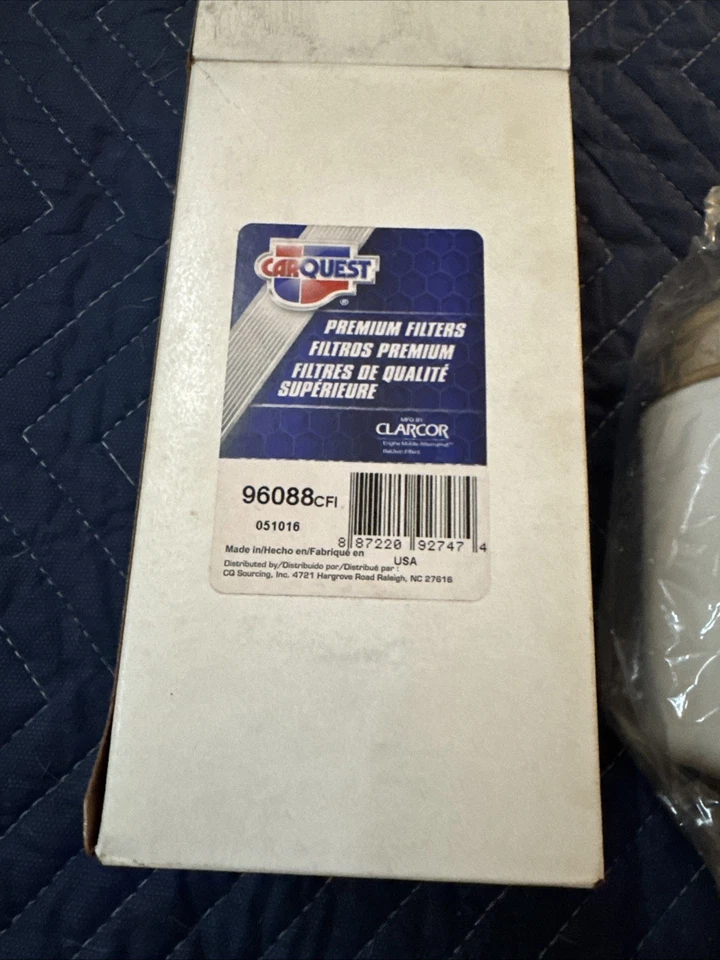 CARQUEST
®
PREMIUM FILTERS
FILTROS PREMIUM
FILTRES DE QUALITÉ
SUPÉRIEURE
MFG BY
CLARCOR
96088CFI
051016
8 87220 92747 4
Made in/Hecho en/Fabriqué en USA
Distributed by/Distribuido por/Distribué par :
CQ Sourcing, Inc. 4721 Hargrove Road Raleigh, NC 27616